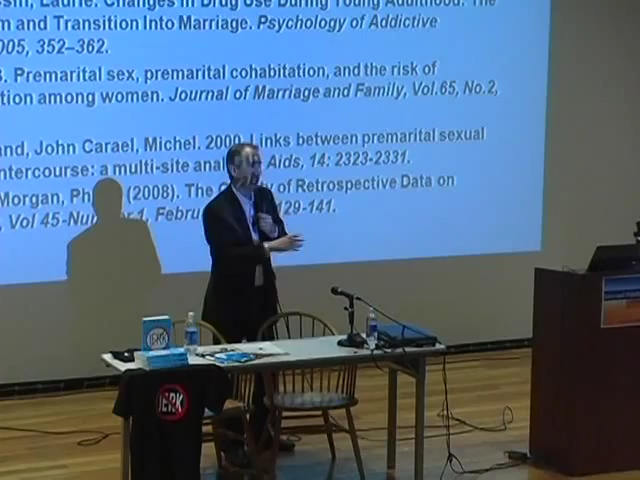 Laurie. Changes in Drug Use During Young Adulthood: The
and Transition Into Marriage. Psychology of Addictive
2005, 352–362.
Premarital sex, premarital cohabitation, and the risk of
tion among women. Journal of Marriage and Family, Vol.65, No.2,
and, John Carael, Michel. 2000. Links between premarital sexual
ntercourse: a multi-site anal Aids, 14: 2323-2331.
Morgan, Ph (2008). The of Retrospective Data on
Vol 45-Nu r 1, Febru 129-141.
JERK
JERK